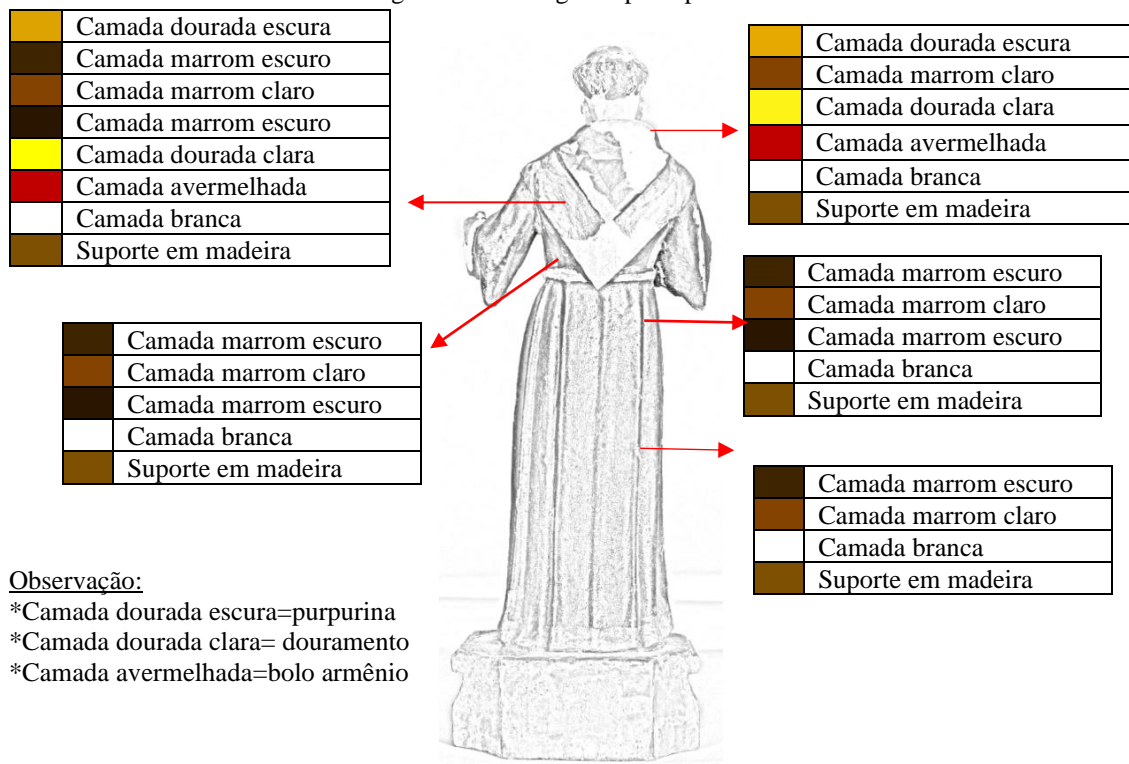 Camada dourada escura
Camada marrom escuro
Camada marrom claro
Camada marrom escuro
Camada dourada clara
Camada avermelhada
Camada branca
Suporte em madeira
Camada dourada escura
Camada marrom claro
Camada dourada clara
Camada avermelhada
Camada branca
Suporte em madeira
Camada marrom escuro
Camada marrom claro
Camada marrom escuro
Camada branca
Suporte em madeira
Camada marrom escuro
Camada marrom claro
Camada marrom escuro
Camada branca
Suporte em madeira
Camada marrom escuro
Camada marrom claro
Camada branca
Suporte em madeira
Observação:
*Camada dourada escura=purpurina
*Camada dourada clara= douramento
*Camada avermelhada=bolo armênio